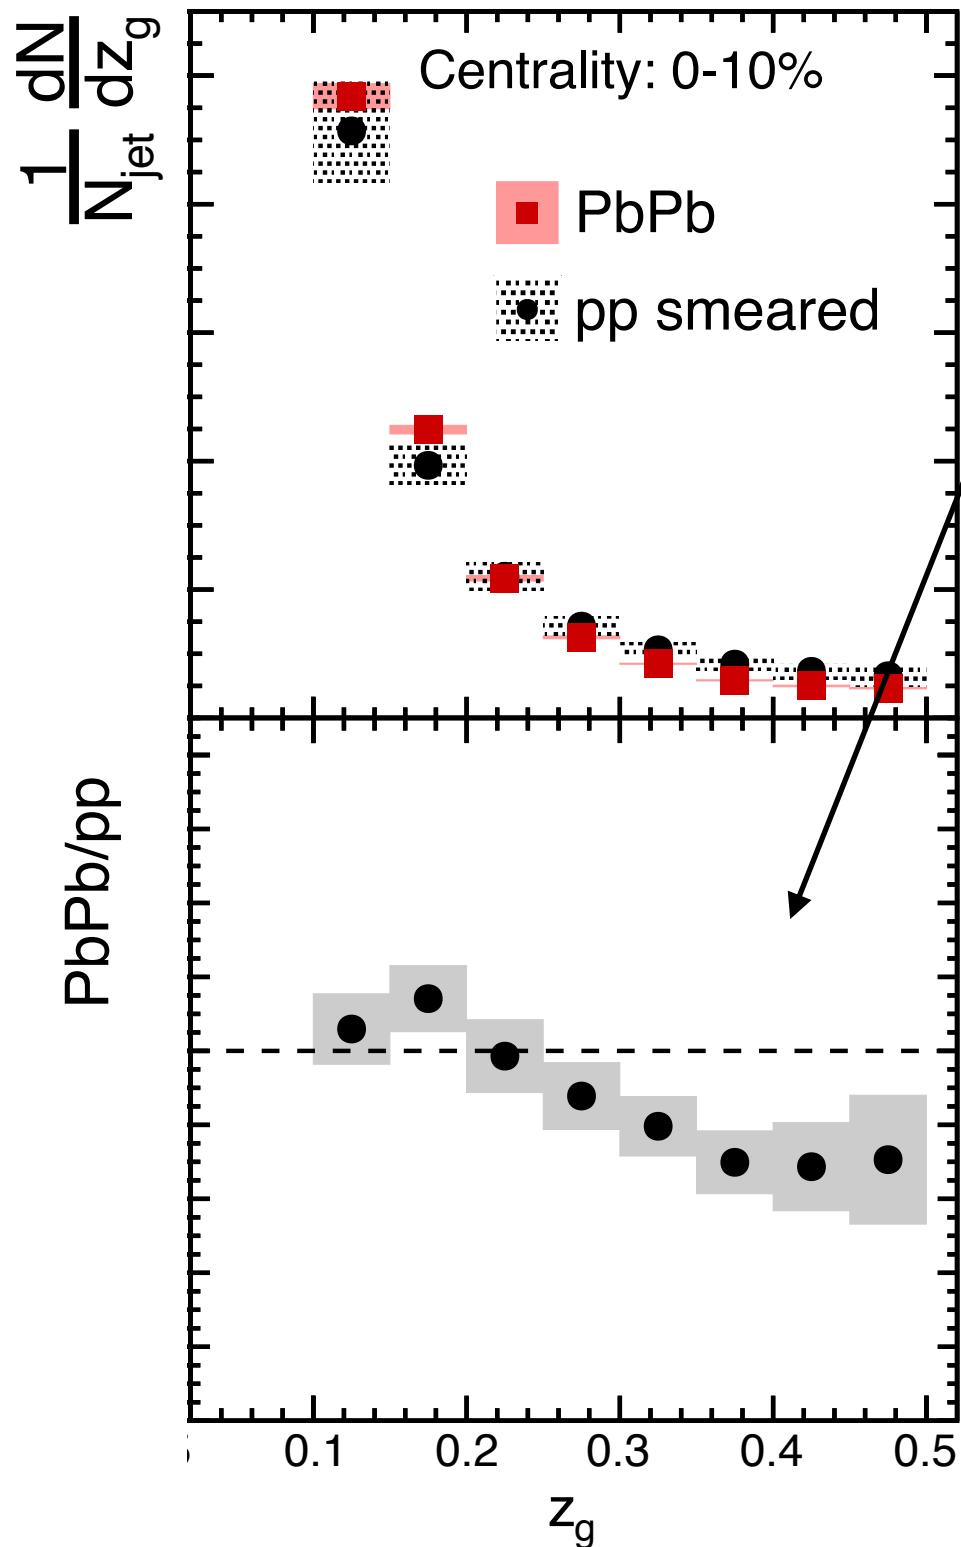 1/N_jet dN/dz_g
Centrality: 0-10%
PbPb
pp smeared
PbPb/pp
0.1 0.2 0.3 0.4 0.5
z_g